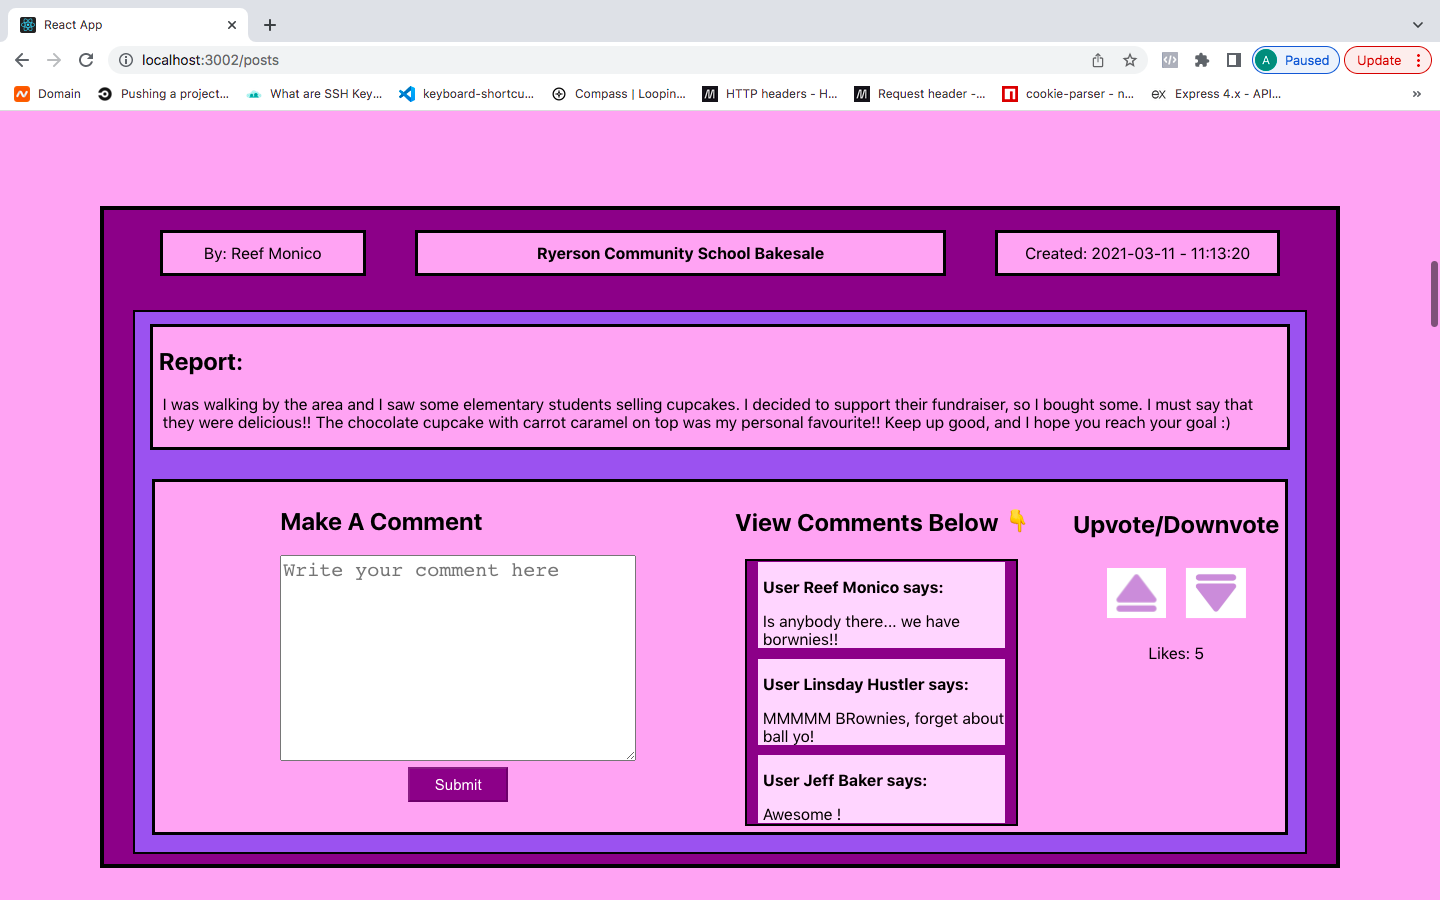 React App
localhost:3002/posts
A Paused
Update
Domain
Pushing a project...
What are SSH Key...
keyboard-shortcu...
Compass | Loopin...
HTTP headers - H...
Request header -...
cookie-parser - n...
ex Express 4.x - API...
By: Reef Monico
Ryerson Community School Bakesale
Created: 2021-03-11 - 11:13:20
Report:
I was walking by the area and I saw some elementary students selling cupcakes. I decided to support their fundraiser, so I bought some. I must say that
they were delicious!! The chocolate cupcake with carrot caramel on top was my personal favourite!! Keep up good, and I hope you reach your goal :)
Make A Comment
Write your comment here
Submit
View Comments Below 👇
User Reef Monico says:
Is anybody there... we have
borwnies!!
User Linsday Hustler says:
MMMMM BRownies, forget about
ball yo!
User Jeff Baker says:
Awesome !
Upvote/Downvote
Likes: 5